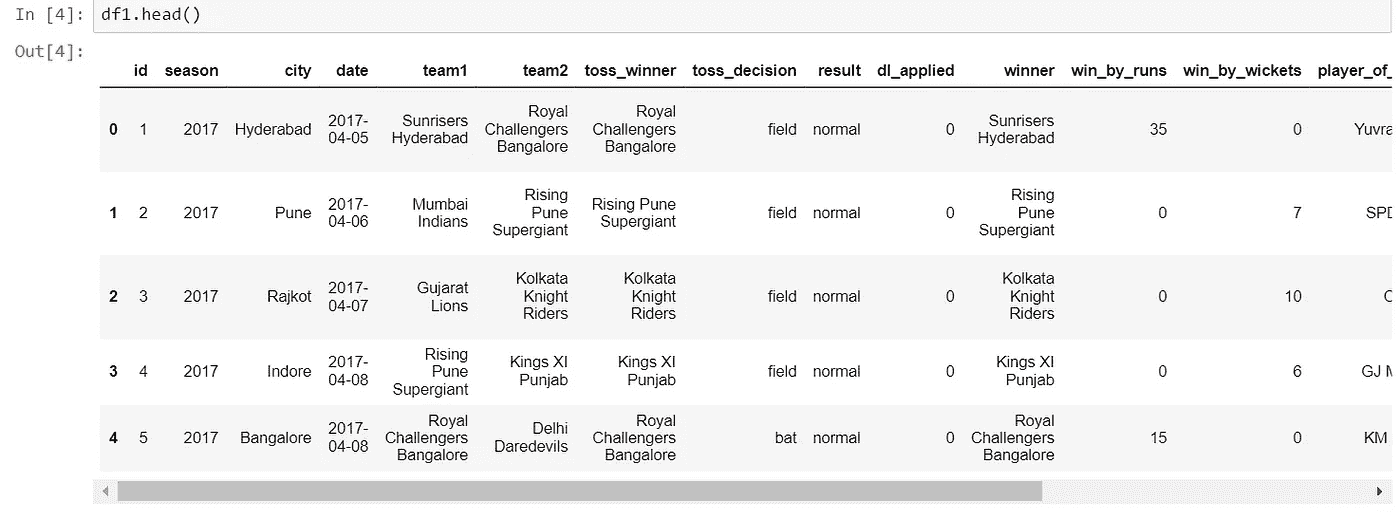 In [4]: df1.head()
Out[4]:
id season city date team1 team2 toss_winner toss_decision result dl_applied winner win_by_runs win_by_wickets player_of_
Royal Royal
Sunrisers Sunrisers
2017-
0 1 2017 Hyderabad Challengers Challengers field normal 0 35 0 Yuvra
04-05 Hyderabad Hyderabad
Bangalore Bangalore
Rising Rising
2017- Mumbai Rising Pune
1 2 2017 Pune Pune field normal 0 Pune 0 7 SPD
04-06 Indians Supergiant
Supergiant Supergiant
Kolkata Kolkata Kolkata
2017- Gujarat
2 3 2017 Rajkot Knight Knight field normal 0 Knight 0 10 C
04-07 Lions
Riders Riders Riders
Rising
2017- Kings XI Kings XI Kings XI
3 4 2017 Indore Pune field normal 0 0 6 GJ M
04-08 Punjab Punjab Punjab
Supergiant
Royal Royal Royal
2017- Delhi
4 5 2017 Bangalore Challengers Challengers bat normal 0 Challengers 15 0 KM
04-08 Daredevils
Bangalore Bangalore Bangalore